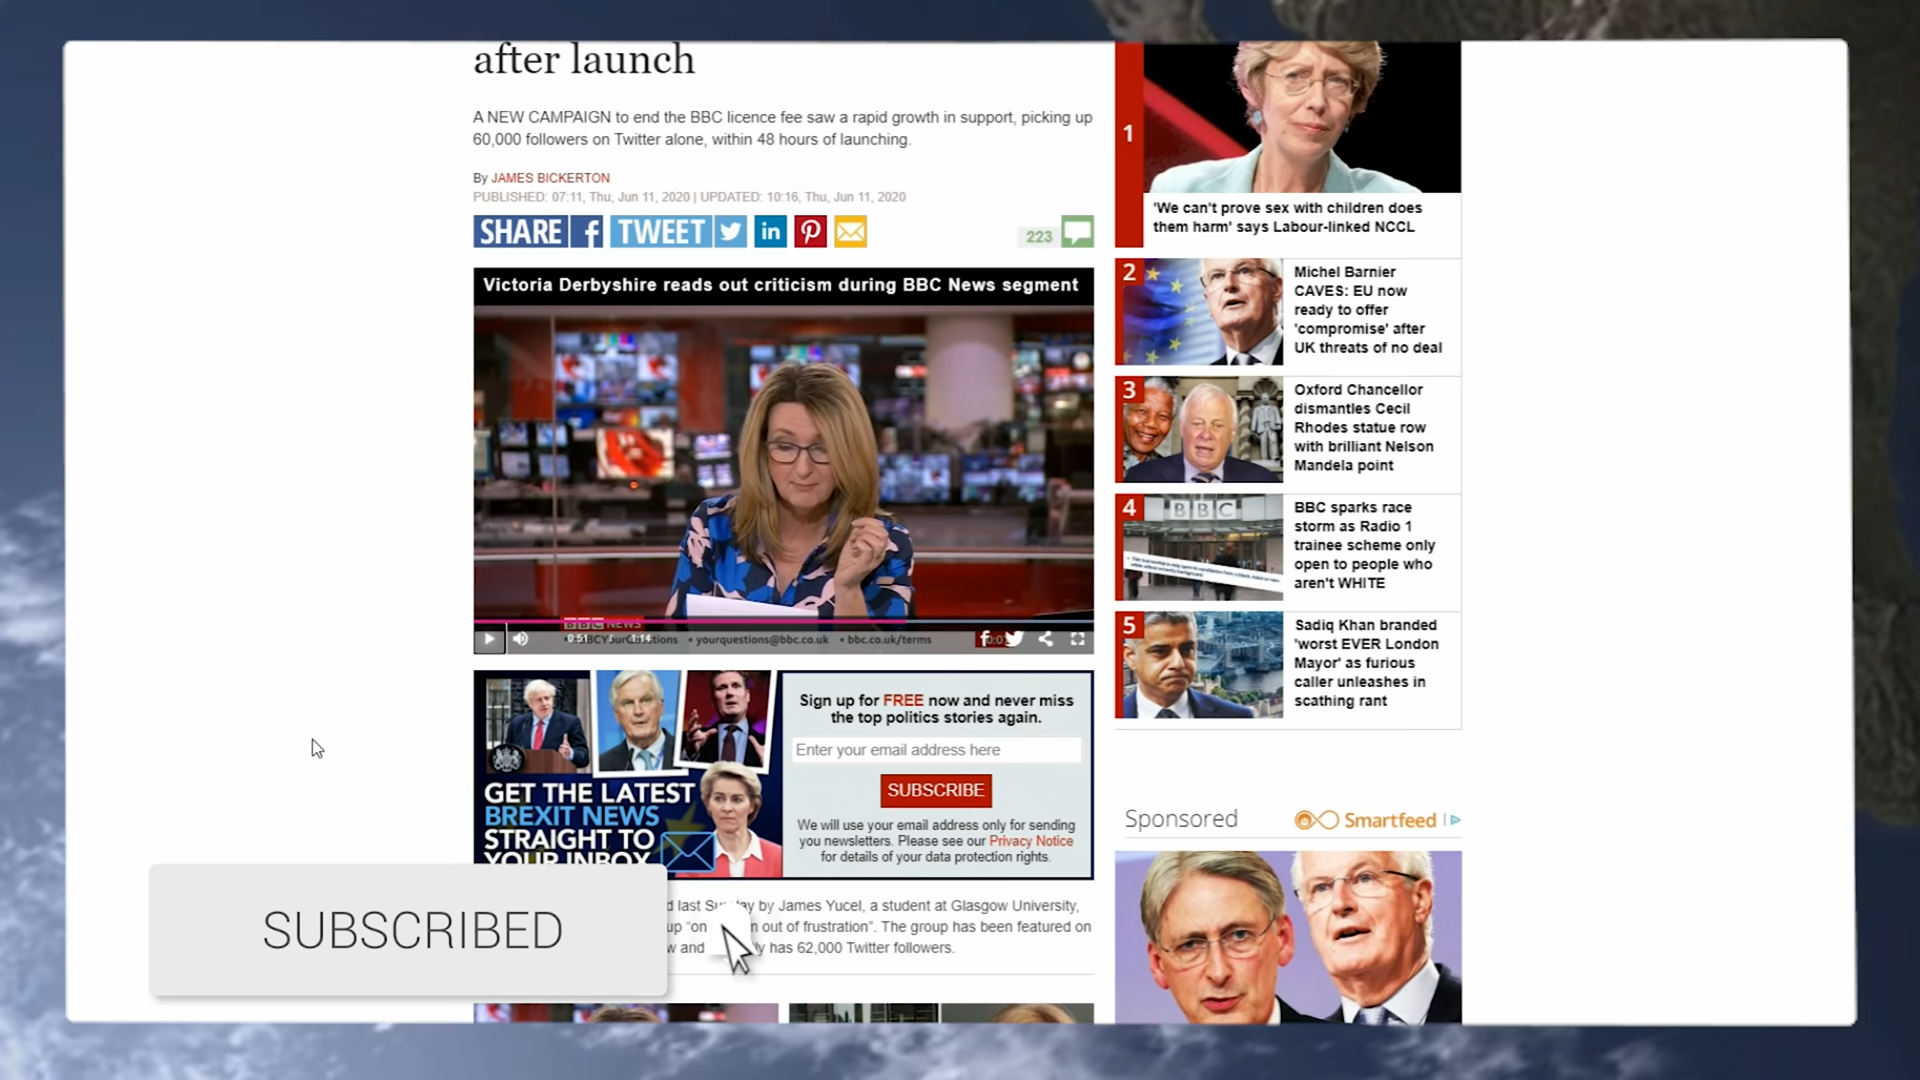 after launch
A NEW CAMPAIGN to end the BBC licence fee saw a rapid growth in support, picking up
60,000 followers on Twitter alone, within 48 hours of launching.
By JAMES BICKERTON
PUBLISHED: 07:11, Thu, Jun 11, 2020 | UPDATED: 10:16, Thu, Jun 11, 2020
SHARE f TWEET in
223
Victoria Derbyshire reads out criticism during BBC News segment
BBC NEWS
0:51 1:14
• yourquestions@bbc.co.uk • bbc.co.uk/terms
GET THE LATEST
BREXIT NEWS
STRAIGHT TO
YOUR INBOX
Sign up for FREE now and never miss
the top politics stories again.
Enter your email address here
SUBSCRIBE
We will use your email address only for sending
you newsletters. Please see our Privacy Notice
for details of your data protection rights.
last by James Yucel, a student at Glasgow University,
up “on out of frustration”. The group has been featured on
and has 62,000 Twitter followers.
SUBSCRIBED
1
'We can't prove sex with children does
them harm' says Labour-linked NCCL
2
Michel Barnier
CAVES: EU now
ready to offer
'compromise' after
UK threats of no deal
3
Oxford Chancellor
dismantles Cecil
Rhodes statue row
with brilliant Nelson
Mandela point
4
BBC
BBC sparks race
storm as Radio 1
trainee scheme only
open to people who
aren't WHITE
5
Sadiq Khan branded
'worst EVER London
Mayor' as furious
caller unleashes in
scathing rant
Sponsored
Smartfeed